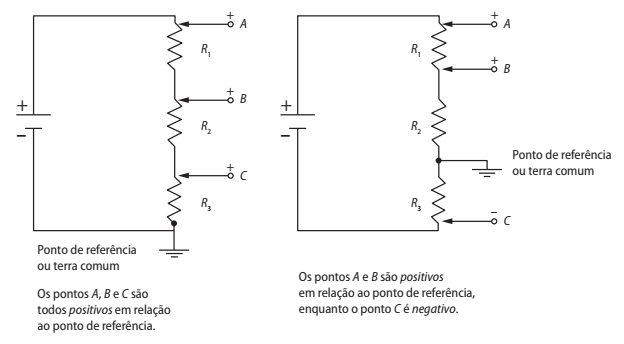 +
A
R1
+
B
+
−
R2
+
C
R3
Ponto de referência
ou terra comum
Os pontos A, B e C são
todos positivos em relação
ao ponto de referência.
+
A
R1
+
B
+
−
R2
Ponto de referência
ou terra comum
R3
−
C
Os pontos A e B são positivos
em relação ao ponto de referência,
enquanto o ponto C é negativo.